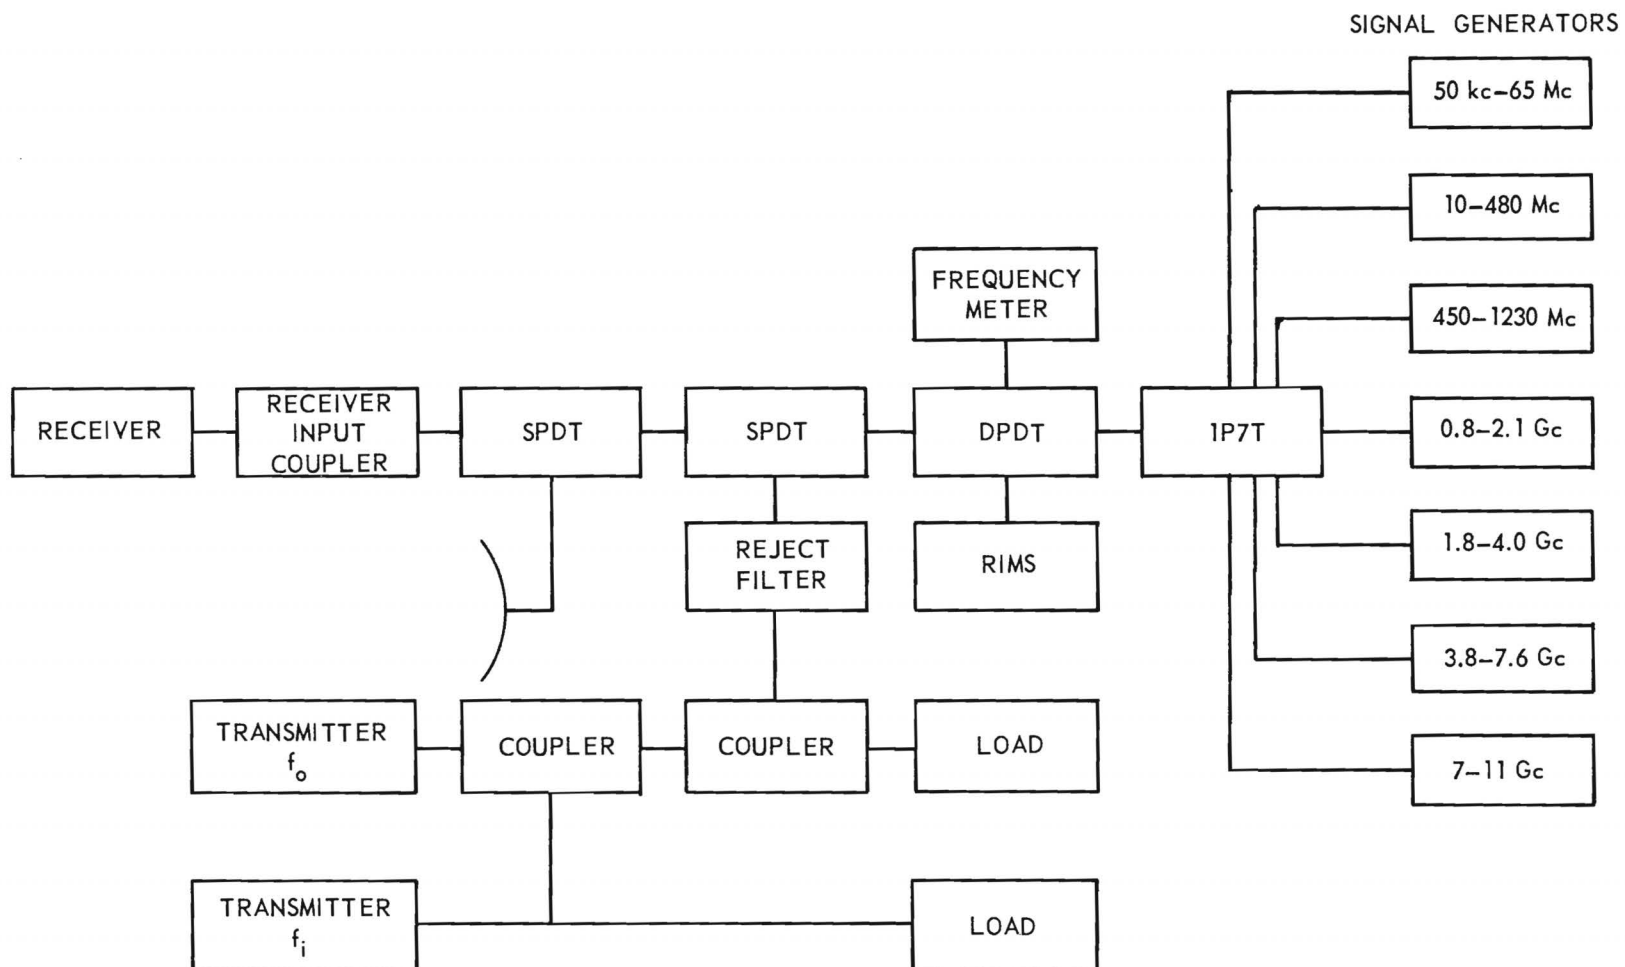 SIGNAL GENERATORS
50 kc–65 Mc
10–480 Mc
450–1230 Mc
FREQUENCY
METER
RECEIVER
RECEIVER
INPUT
COUPLER
SPDT
SPDT
DPDT
1P7T
0.8–2.1 Gc
REJECT
FILTER
RIMS
1.8–4.0 Gc
3.8–7.6 Gc
TRANSMITTER
fo
COUPLER
COUPLER
LOAD
7–11 Gc
TRANSMITTER
fi
LOAD